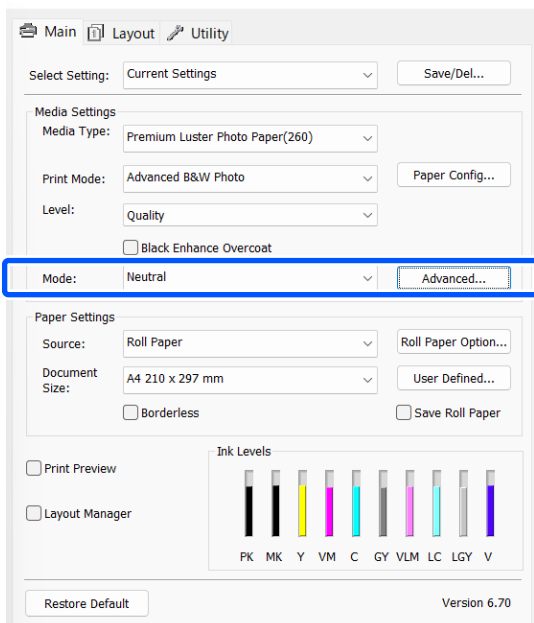 Main Layout Utility
Select Setting: Current Settings Save/Del...
Media Settings
Media Type: Premium Luster Photo Paper(260)
Print Mode: Advanced B&W Photo Paper Config...
Level: Quality
Black Enhance Overcoat
Mode: Neutral Advanced...
Paper Settings
Source: Roll Paper Roll Paper Option...
Document
Size: A4 210 x 297 mm User Defined...
Borderless Save Roll Paper
Ink Levels
Print Preview
Layout Manager
PK MK Y VM C GY VLM LC LGY V
Restore Default Version 6.70